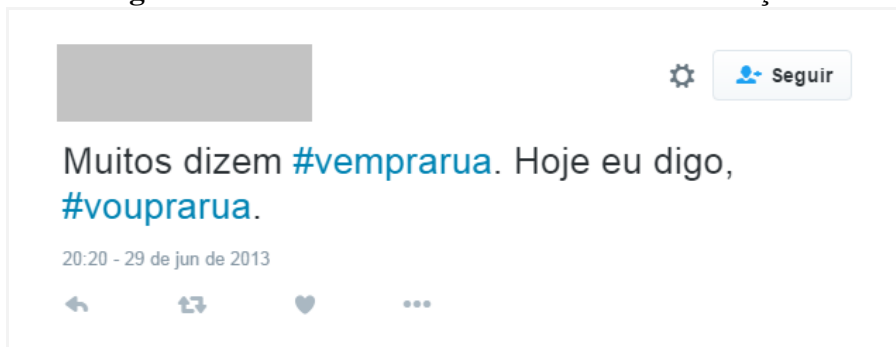 Seguir
Muitos dizem #vemprarua. Hoje eu digo,
#vouprarua.
20:20 - 29 de jun de 2013